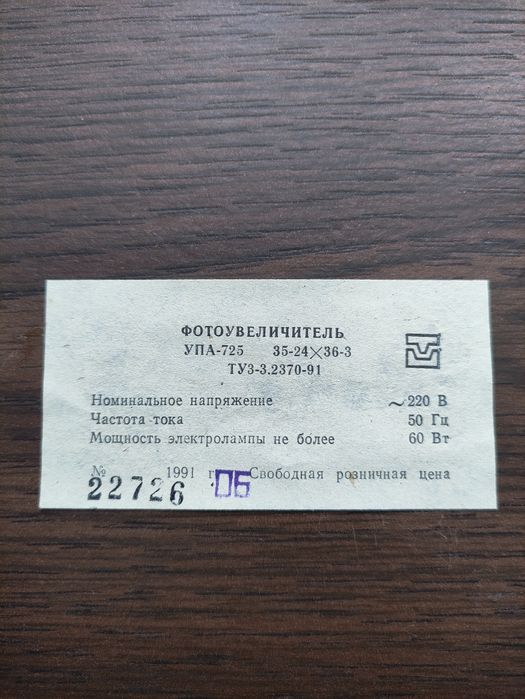 ФОТОУВЕЛИЧИТЕЛЬ
УПА-725 35-24×36-3
ТУ3-3.2370-91
Номинальное напряжение ~220 В
Частота тока 50 Гц
Мощность электролампы не более 60 Вт
№ 1991 г Свободная розничная цена
22726 06